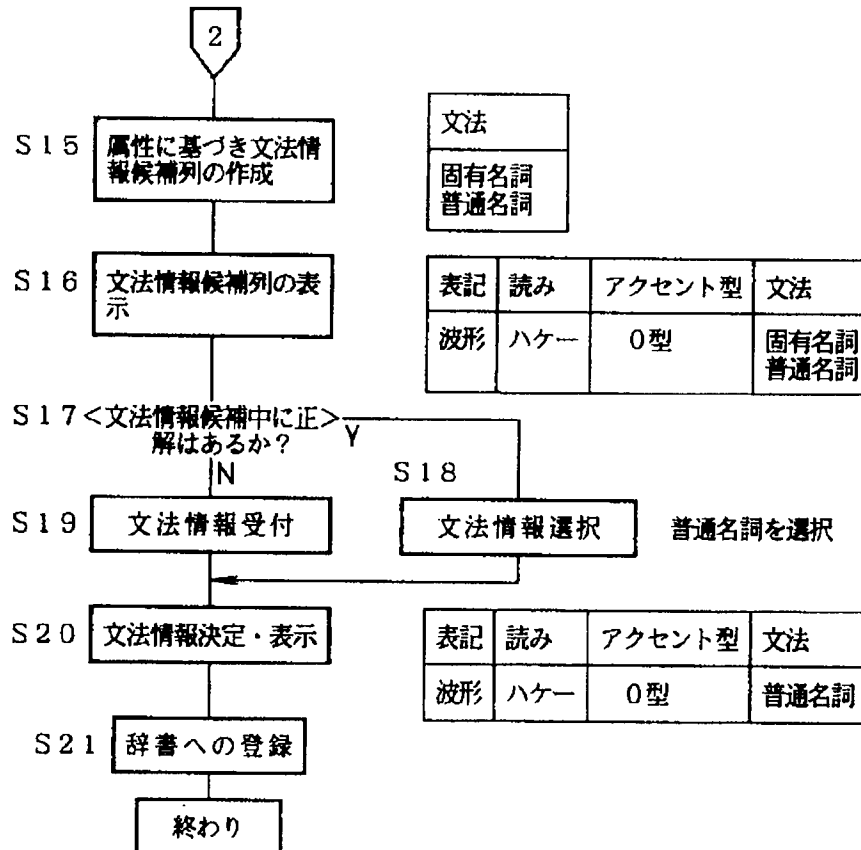 2
S15
属性に基づき文法情
報候補列の作成
文法
固有名詞
普通名詞
S16
文法情報候補列の表
示
表記 読み アクセント型 文法
波形 ハケー 0型 固有名詞
普通名詞
S17<文法情報候補中に正>
解はあるか?
Y
N
S18
S19 文法情報受付
文法情報選択
普通名詞を選択
S20 文法情報決定・表示
表記 読み アクセント型 文法
波形 ハケー 0型 普通名詞
S21 辞書への登録
終わり